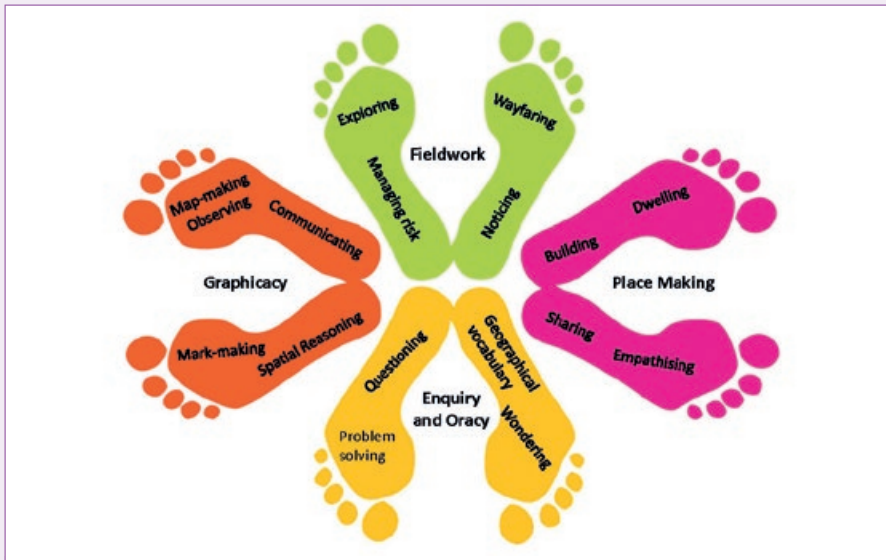 Exploring
Managing risk
Fieldwork
Wayfaring
Noticing
Map-making
Observing
Communicating
Graphicacy
Mark-making
Spatial Reasoning
Dwelling
Building
Place Making
Sharing
Empathising
Questioning
Problem
solving
Enquiry
and Oracy
Geographical
vocabulary
Wondering